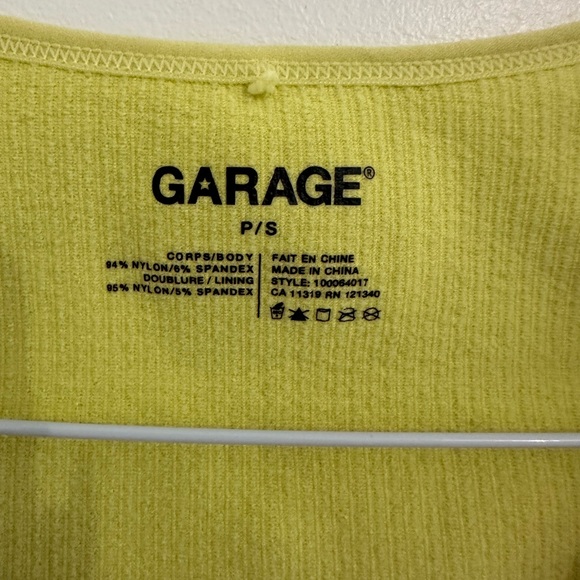 GARAGE®
P/S
CORPS/BODY
94% NYLON/6% SPANDEX
DOUBLURE / LINING
95% NYLON/5% SPANDEX
FAIT EN CHINE
MADE IN CHINA
STYLE: 100064017
CA 11319 RN 121340